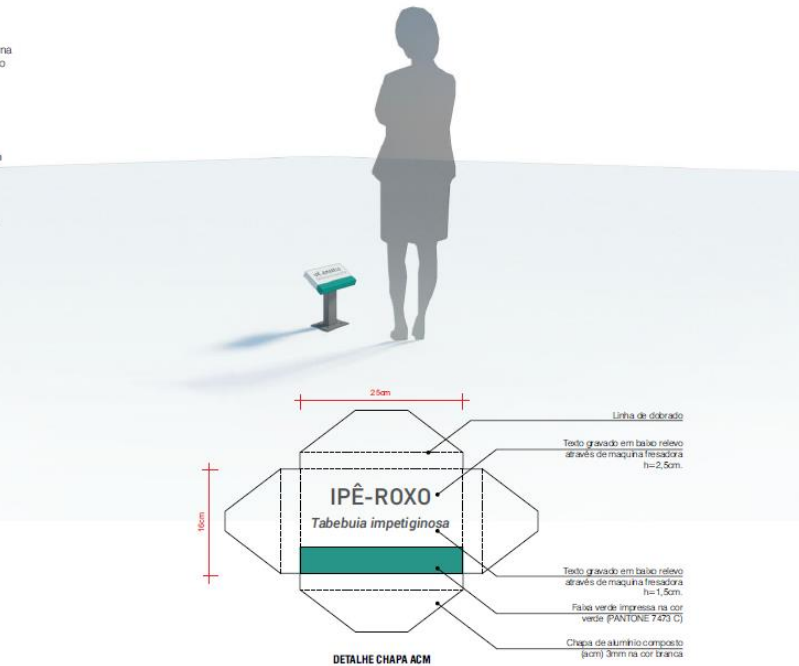 na
o
25cm
16cm
IPÊ-ROXO
Tabebuia impetiginosa
Linha de dobrado
Texto gravado em baixo relevo
através de maquina fresadora
h=2,5cm.
Texto gravado em baixo relevo
através de maquina fresadora
h=1,5cm.
Faixa verde impressa na cor
verde (PANTONE 7473 C)
Chapa de alumínio composto
(acm) 3mm na cor branca
DETALHE CHAPA ACM